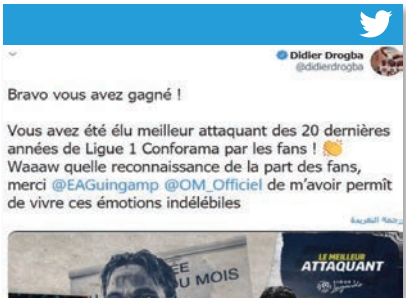 Didier Drogba
@didierdrogba
Bravo vous avez gagné !
Vous avez été élu meilleur attaquant des 20 dernières
années de Ligue 1 Conforama par les fans ! 👏
Waaaw quelle reconnaissance de la part des fans,
merci @EAGuingamp @OM_Officiel de m’avoir permît
de vivre ces émotions indélébiles
رجمة التغريدة
LE MEILLEUR
ATTAQUANT
ÉE
DU MOIS